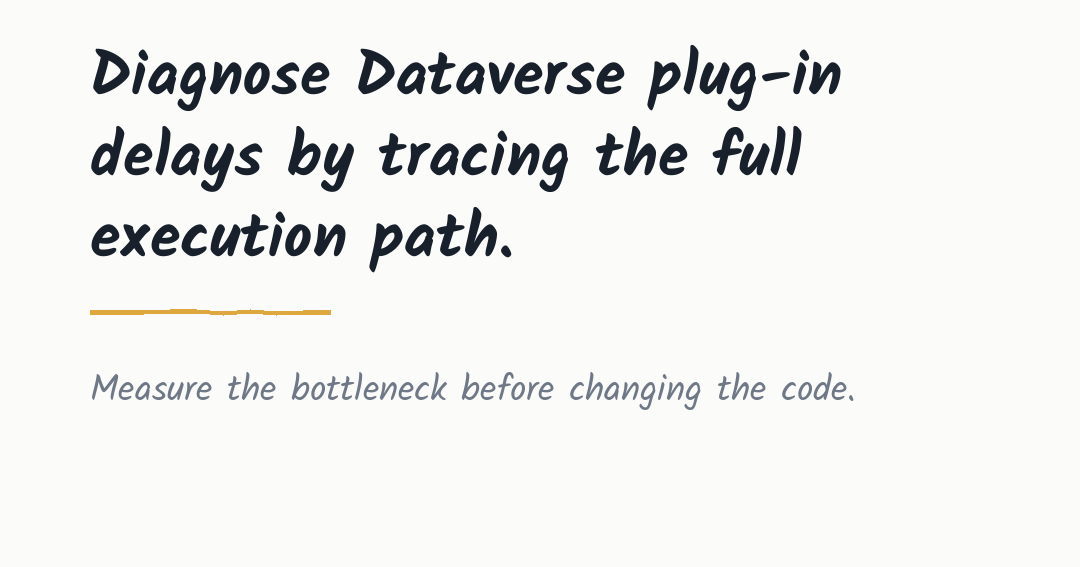 Diagnose Dataverse plug-in
delays by tracing the full
execution path.
Measure the bottleneck before changing the code.